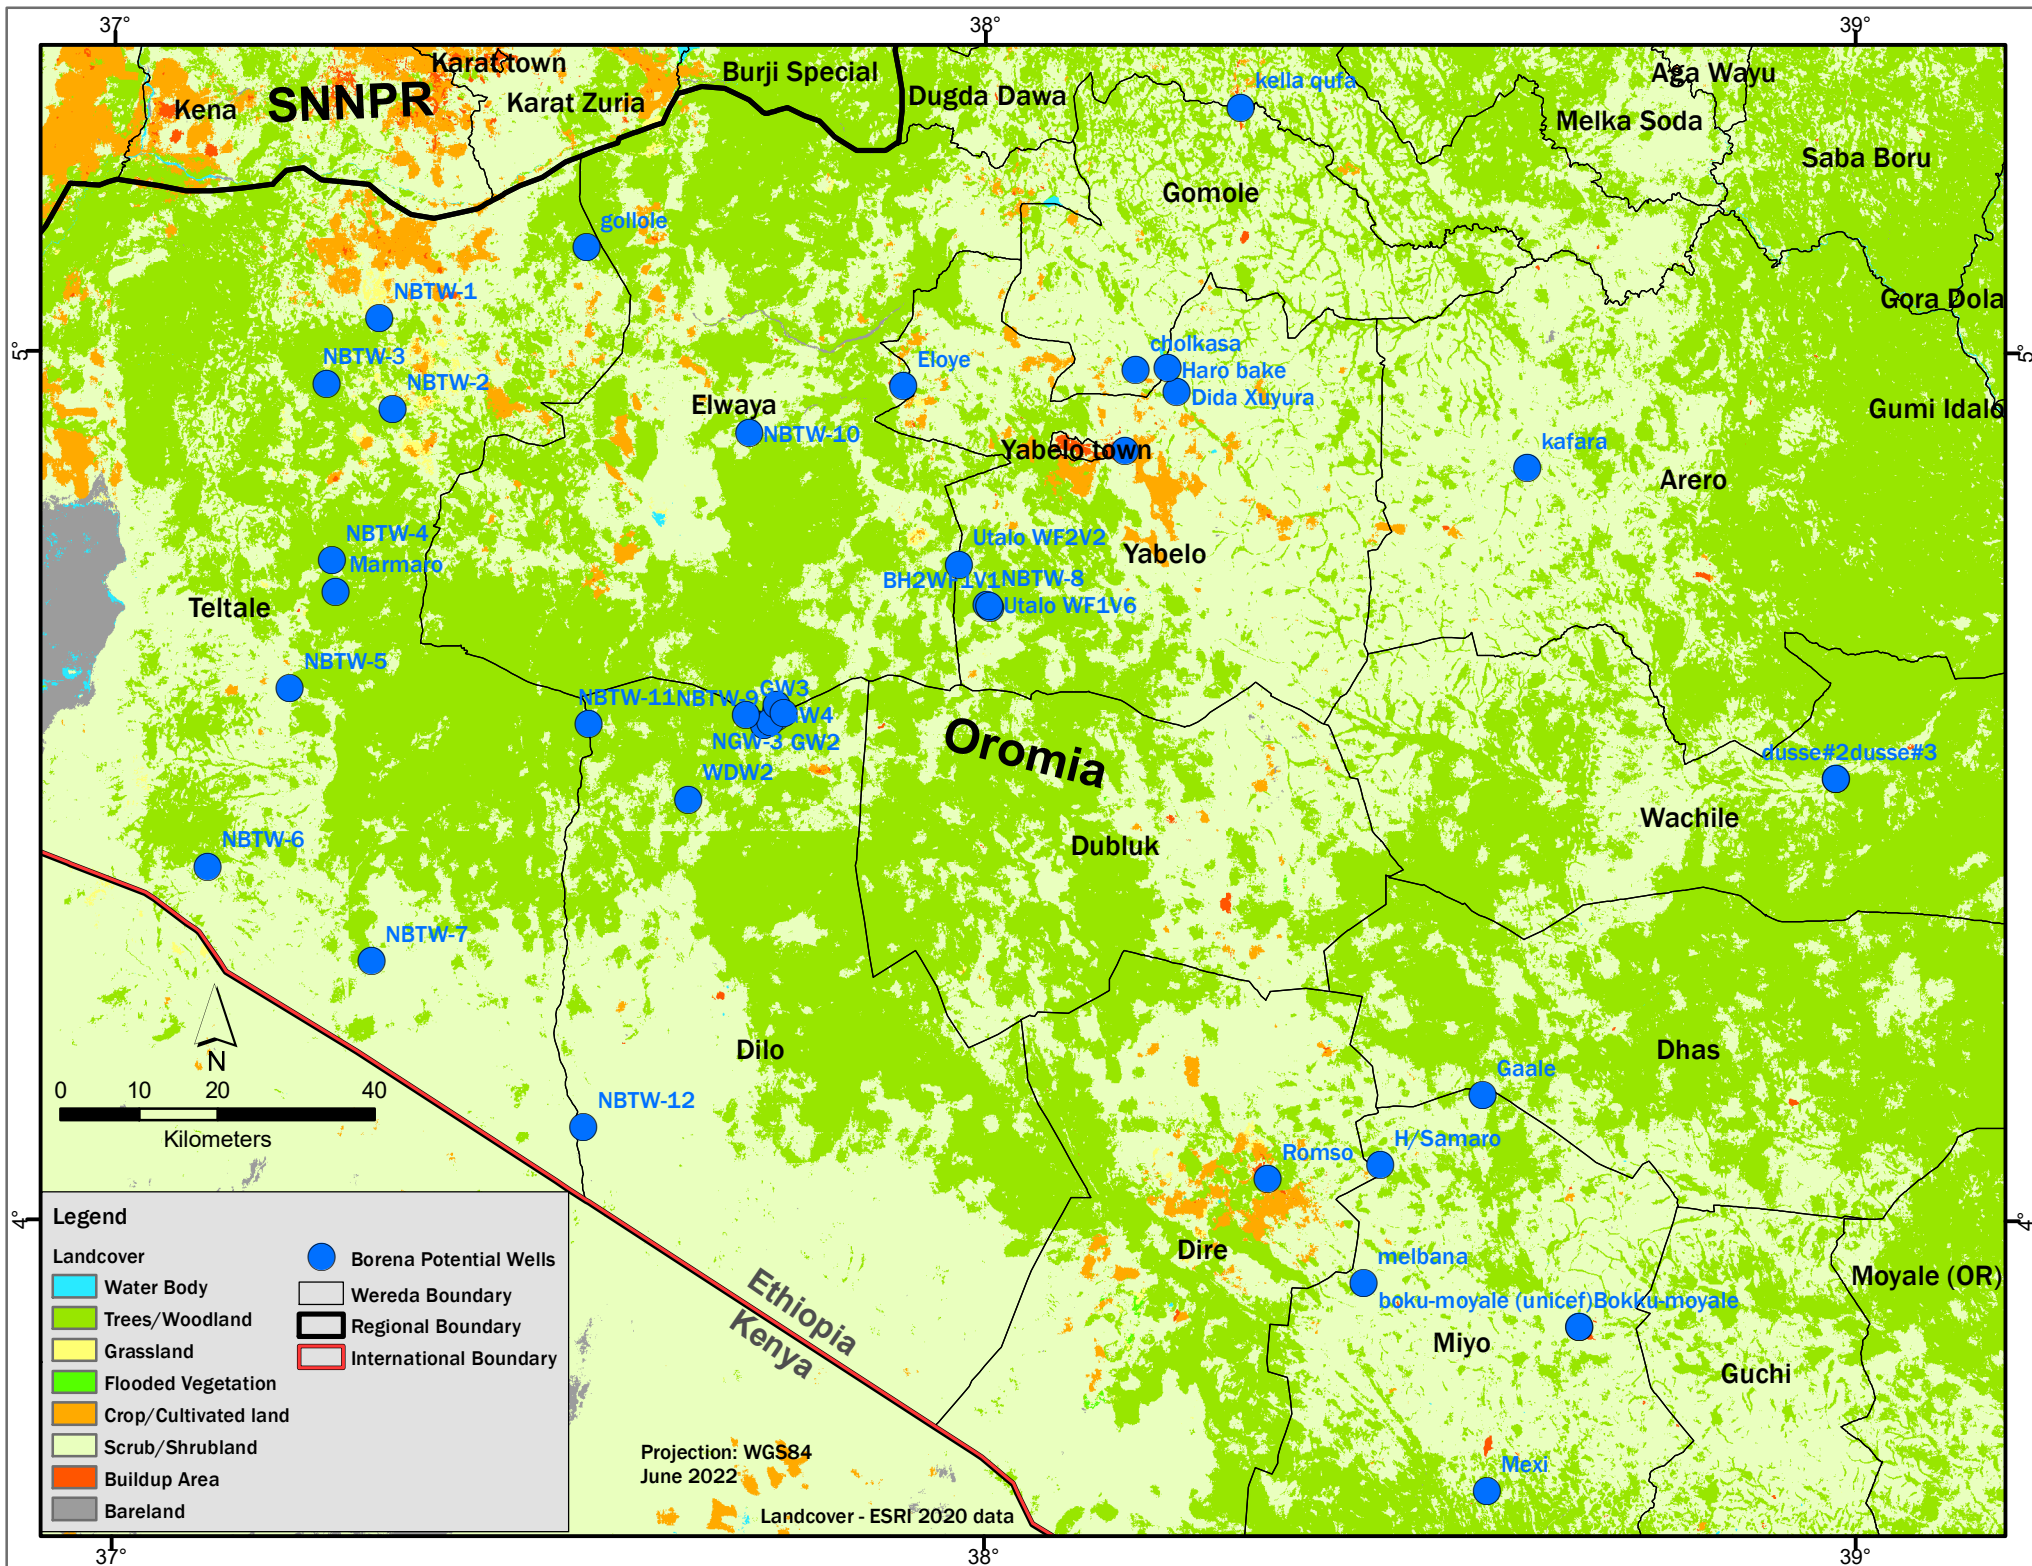 37°
38°
39°
Karat town
Burji Special
Aga Wayu
Kena
SNNPR
Karat Zuria
Dugda Dawa
kella qufa
Melka Soda
Saba Boru
Gomole
gollole
NBTW-1
Gora Dola
5°
5°
NBTW-3
NBTW-2
Eloye
cholkasa
Haro bake
Dida Xuyura
Elwaya
NBTW-10
Gumi Idalo
Yabelo town
kafara
Arero
NBTW-4
Marmaro
Utalo WF2V2
Yabelo
BH2WF1V1
NBTW-8
Utalo WF1V6
Teltale
NBTW-5
NBTW-11
NBTW-9
GW3
GW4
NGW-3
GW2
WDW2
Oromia
dusse#2
dusse#3
Wachile
Dubluk
NBTW-6
NBTW-7
N
0 10 20 40
Kilometers
Dilo
Dhas
Gaale
NBTW-12
H/Samaro
Romso
4°
4°
Dire
melbana
Moyale (OR)
boku-moyale (unicef)
Bokku-moyale
Miyo
Guchi
Ethiopia
Kenya
Mexi
Legend
Landcover
Water Body
Trees/Woodland
Grassland
Flooded Vegetation
Crop/Cultivated land
Scrub/Shrubland
Buildup Area
Bareland
Borena Potential Wells
Wereda Boundary
Regional Boundary
International Boundary
Projection: WGS84
June 2022
Landcover - ESRI 2020 data
37°
38°
39°